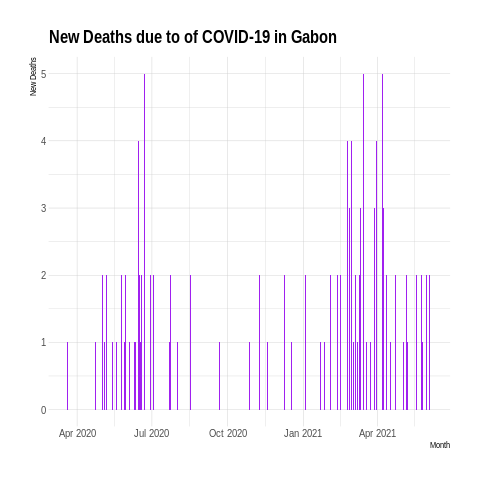 New Deaths due to of COVID-19 in Gabon
New Deaths
5
4
3
2
1
0
Apr 2020 Jul 2020 Oct 2020 Jan 2021 Apr 2021
Month